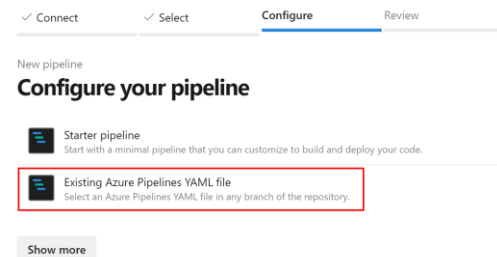 ✓ Connect ✓ Select Configure Review
New pipeline
Configure your pipeline
Starter pipeline
Start with a minimal pipeline that you can customize to build and deploy your code.
Existing Azure Pipelines YAML file
Select an Azure Pipelines YAML file in any branch of the repository.
Show more